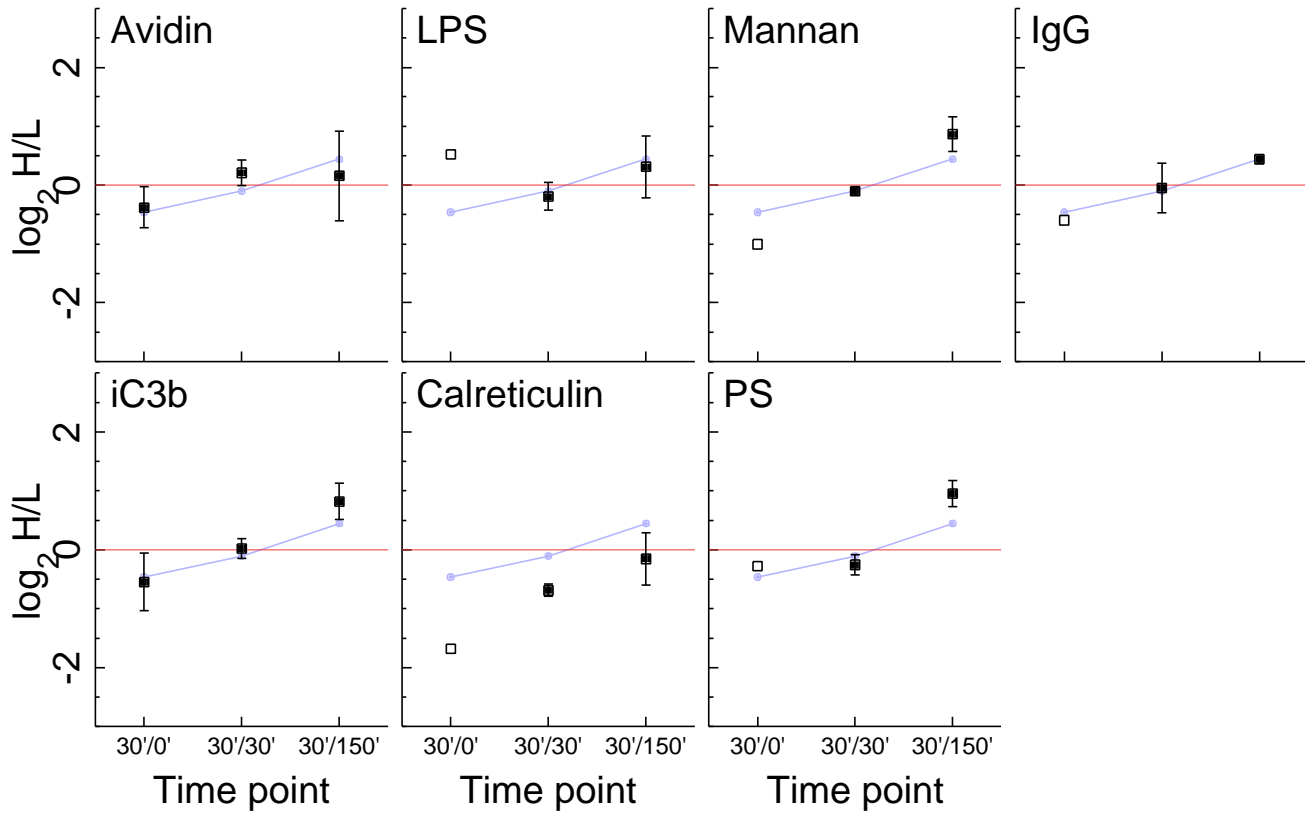 Avidin
LPS
Mannan
IgG
log2 H/L
2
0
-2
iC3b
Calreticulin
PS
log2 H/L
2
0
-2
30'/0' 30'/30' 30'/150'
30'/0' 30'/30' 30'/150'
30'/0' 30'/30' 30'/150'
Time point
Time point
Time point